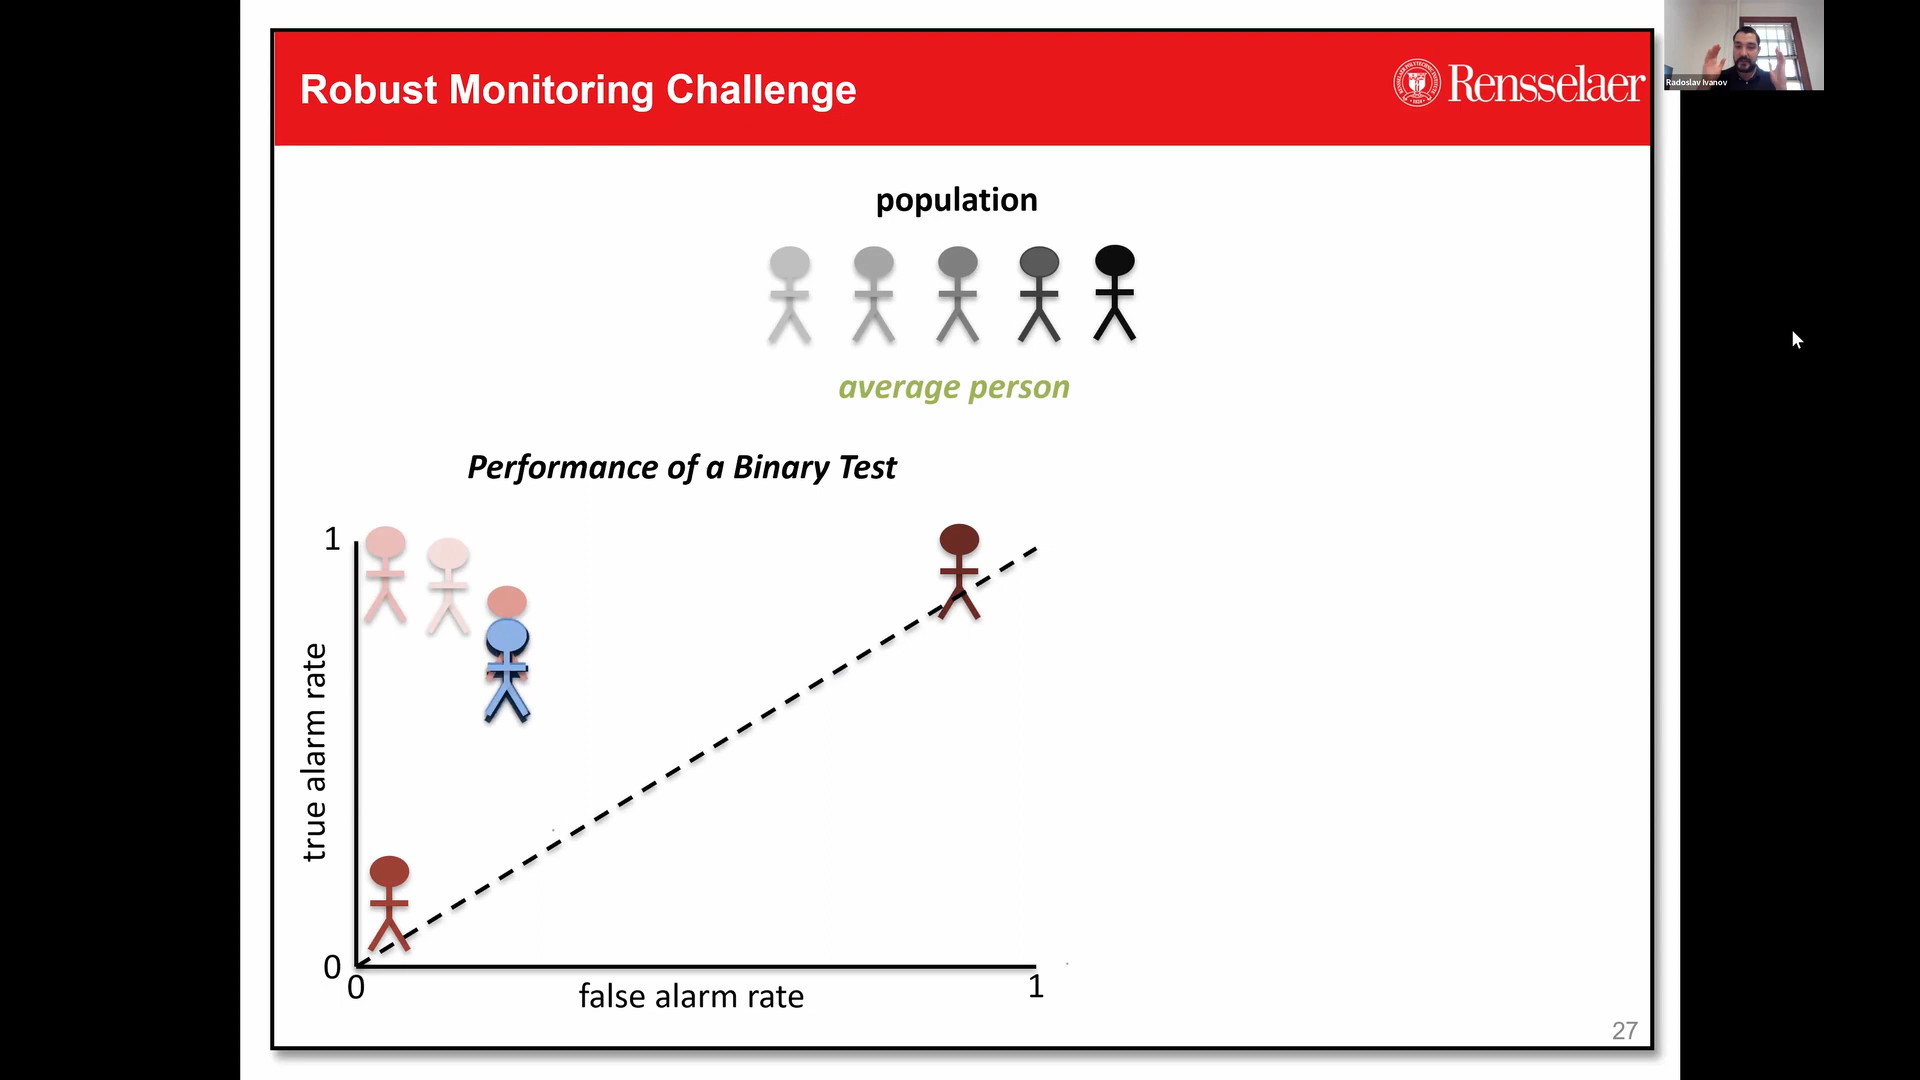 Robust Monitoring Challenge
Rensselaer
Radoslav Ivanov
population
average person
Performance of a Binary Test
1
true alarm rate
0
0
false alarm rate
1
27